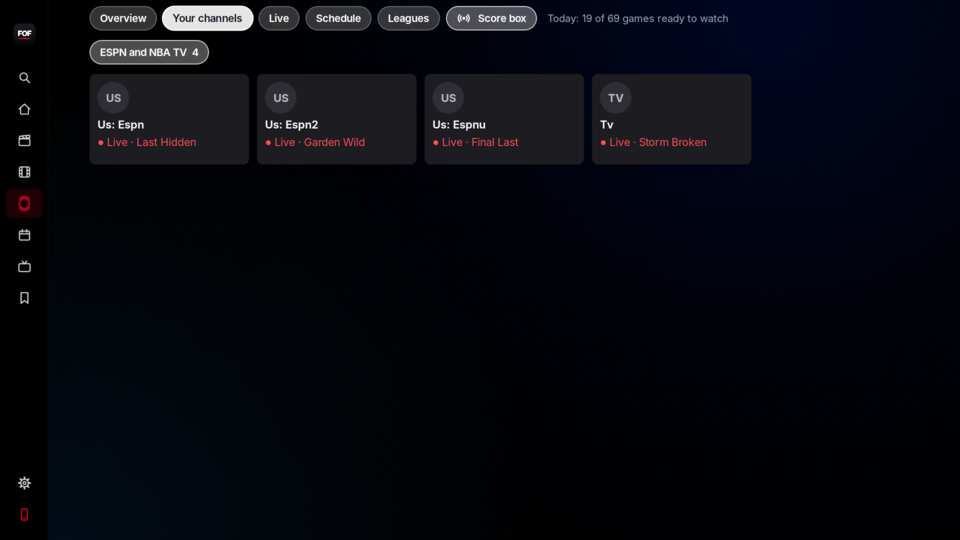 FOF
Overview
Your channels
Live
Schedule
Leagues
Score box
Today: 19 of 69 games ready to watch
ESPN and NBA TV 4
US
Us: Espn
• Live · Last Hidden
US
Us: Espn2
• Live · Garden Wild
US
Us: Espnu
• Live · Final Last
TV
Tv
• Live · Storm Broken